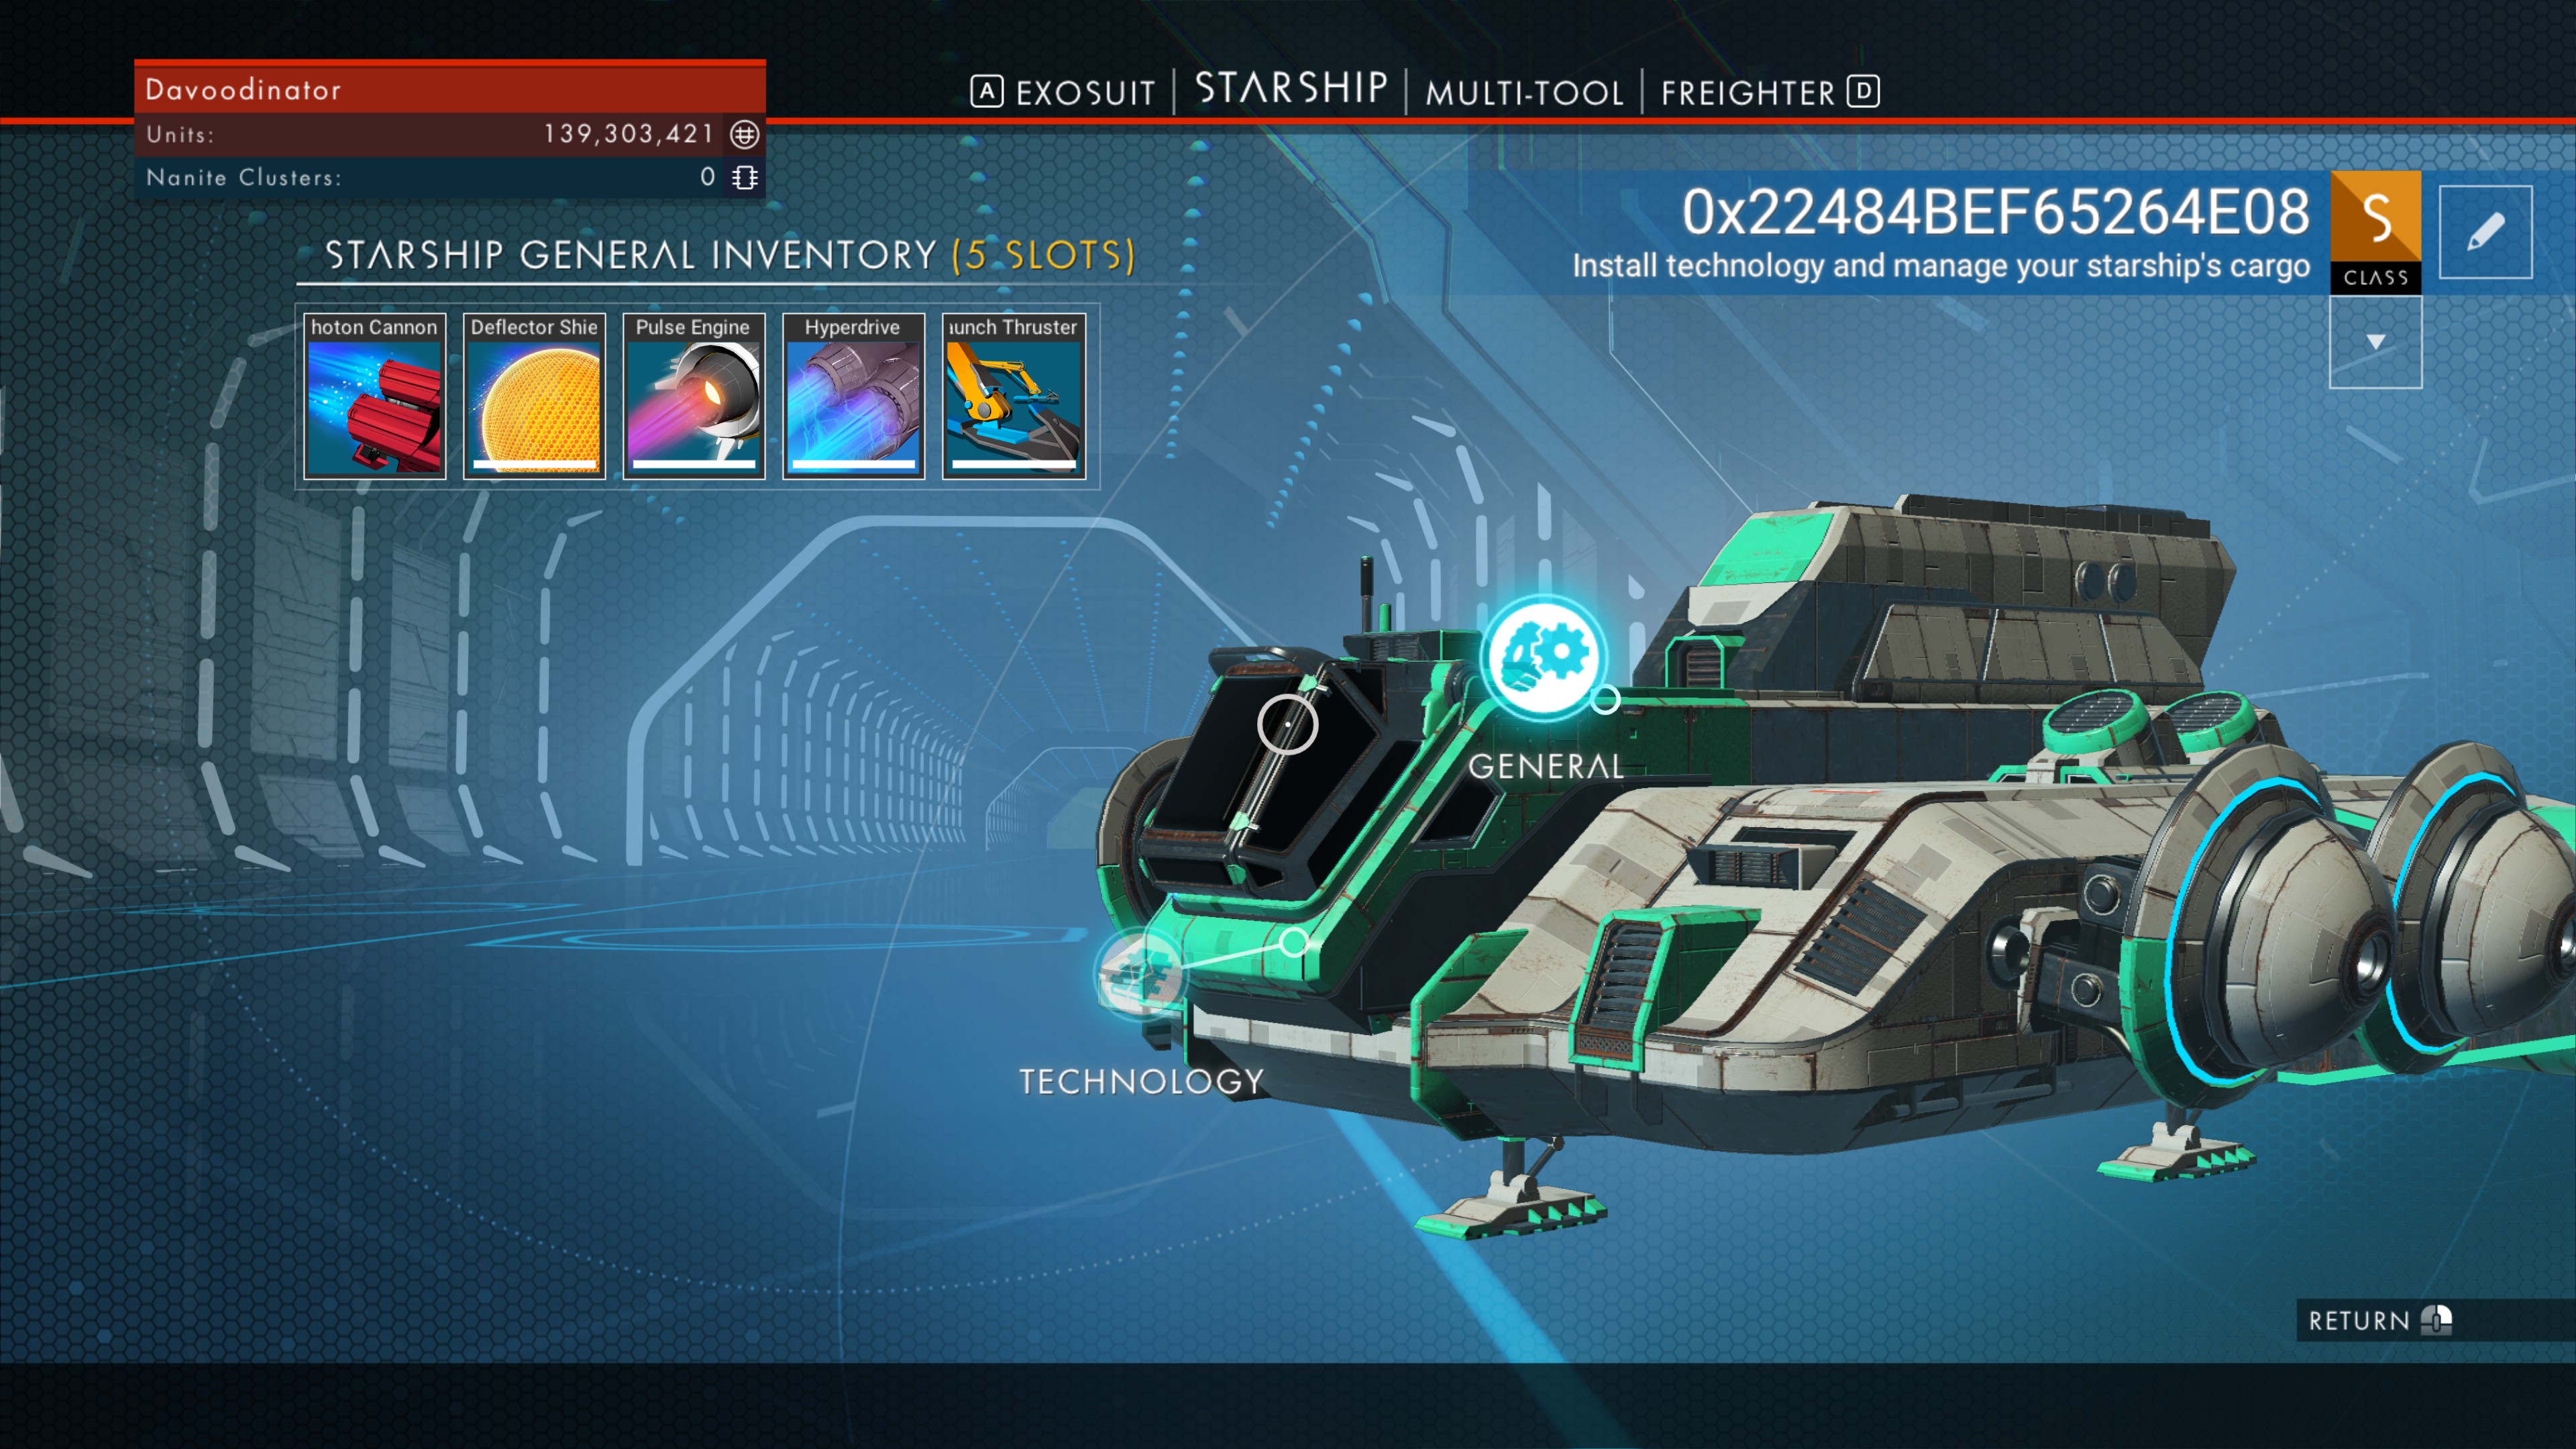 Davoodinator
Units: 139,303,421
Nanite Clusters: 0
A EXOSUIT STARSHIP MULTI-TOOL FREIGHTER D
0x22484BEF65264E08
Install technology and manage your starship's cargo
S
CLASS
STARSHIP GENERAL INVENTORY (5 SLOTS)
hoton Cannon Deflector Shie Pulse Engine Hyperdrive aunch Thruster
GENERAL
TECHNOLOGY
RETURN